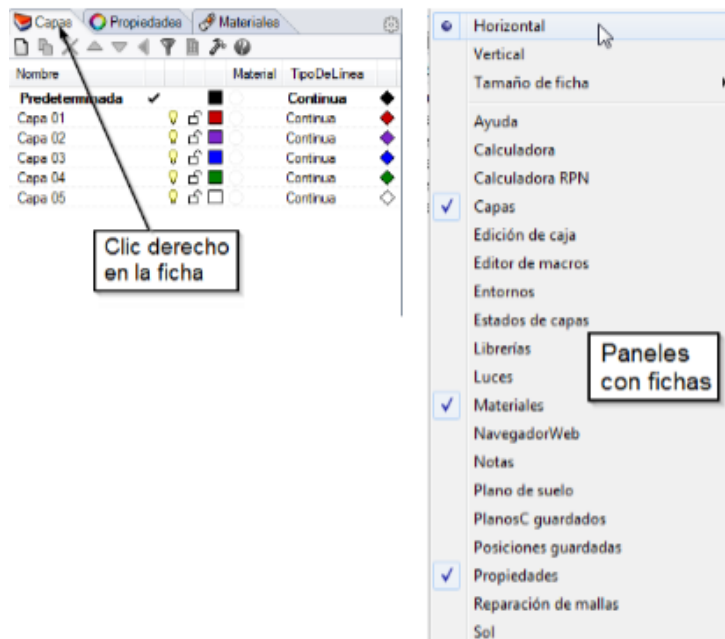 Capas Propiedades Materiales
Nombre Material TipoDeLínea
Predeterminada Continua
Capa 01 Continua
Capa 02 Continua
Capa 03 Continua
Capa 04 Continua
Capa 05 Continua
Clic derecho
en la ficha
Horizontal
Vertical
Tamaño de ficha
Ayuda
Calculadora
Calculadora RPN
Capas
Edición de caja
Editor de macros
Entornos
Estados de capas
Librerías
Luces
Materiales
NavegadorWeb
Notas
Plano de suelo
PlanosC guardados
Posiciones guardadas
Propiedades
Reparación de mallas
Sol
Paneles
con fichas